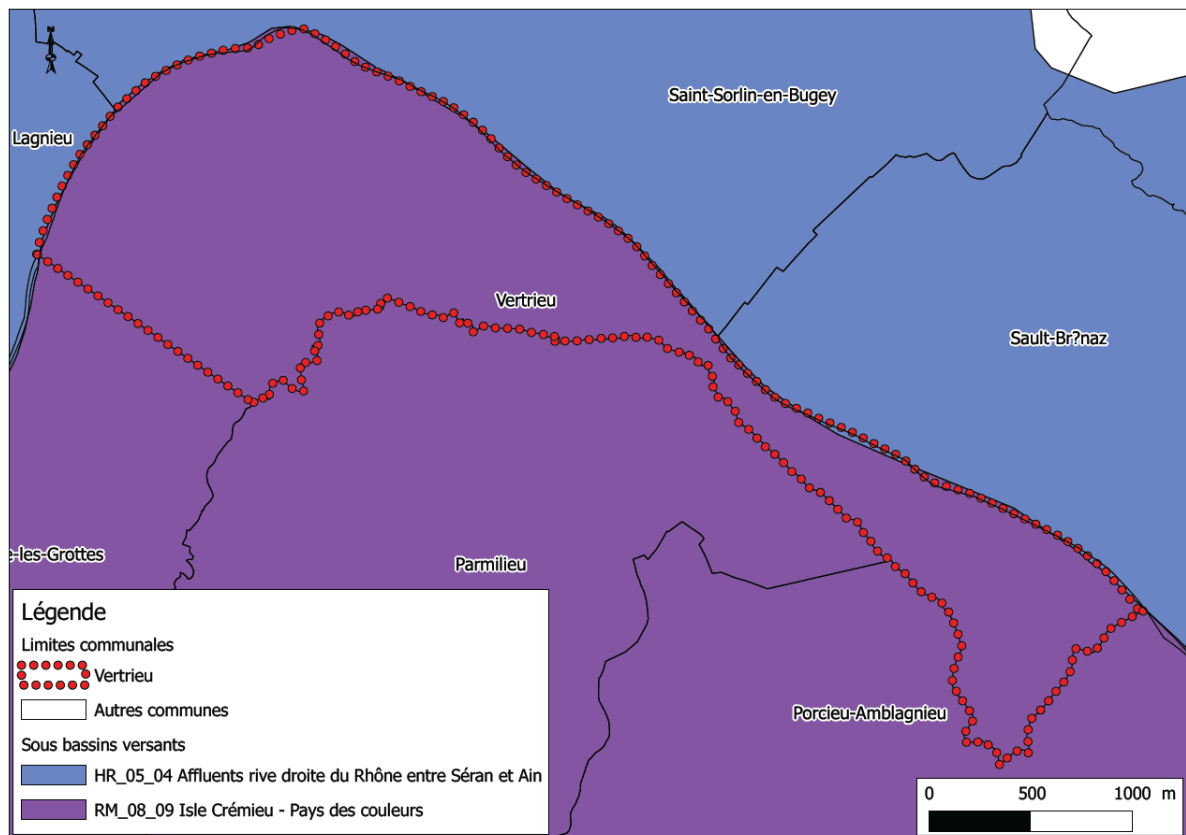 N
Saint-Sorlin-en-Bugey
Lagnieu
Vertrieu
Sault-Br?naz
e-les-Grottes
Parmilieu
Porcieu-Amblagnieu
Légende
Limites communales
Vertrieu
Autres communes
Sous bassins versants
HR_05_04 Affluents rive droite du Rhône entre Séran et Ain
RM_08_09 Isle Crémieu - Pays des couleurs
0 500 1000 m